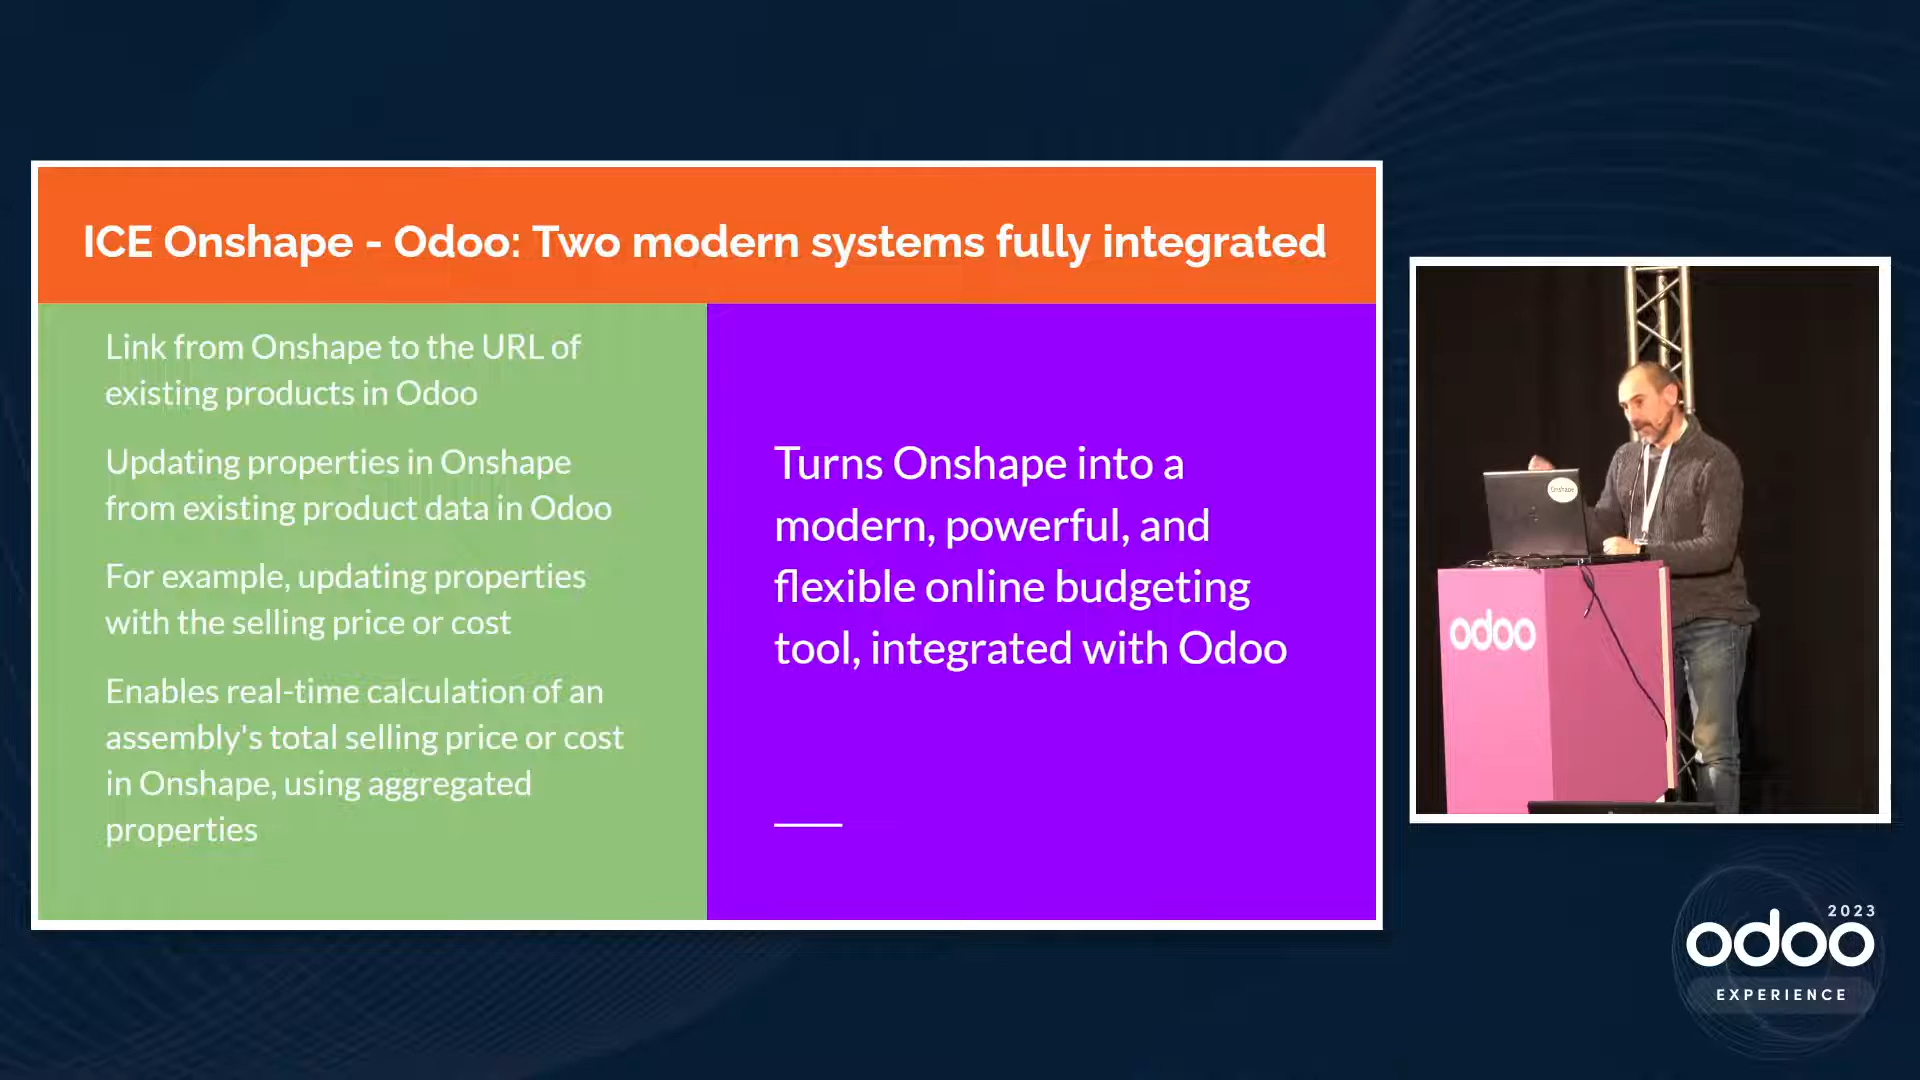 ICE Onshape - Odoo: Two modern systems fully integrated
Link from Onshape to the URL of
existing products in Odoo
Updating properties in Onshape
from existing product data in Odoo
For example, updating properties
with the selling price or cost
Enables real-time calculation of an
assembly's total selling price or cost
in Onshape, using aggregated
properties
Turns Onshape into a
modern, powerful, and
flexible online budgeting
tool, integrated with Odoo
Onshape
odoo
2023
odoo
EXPERIENCE